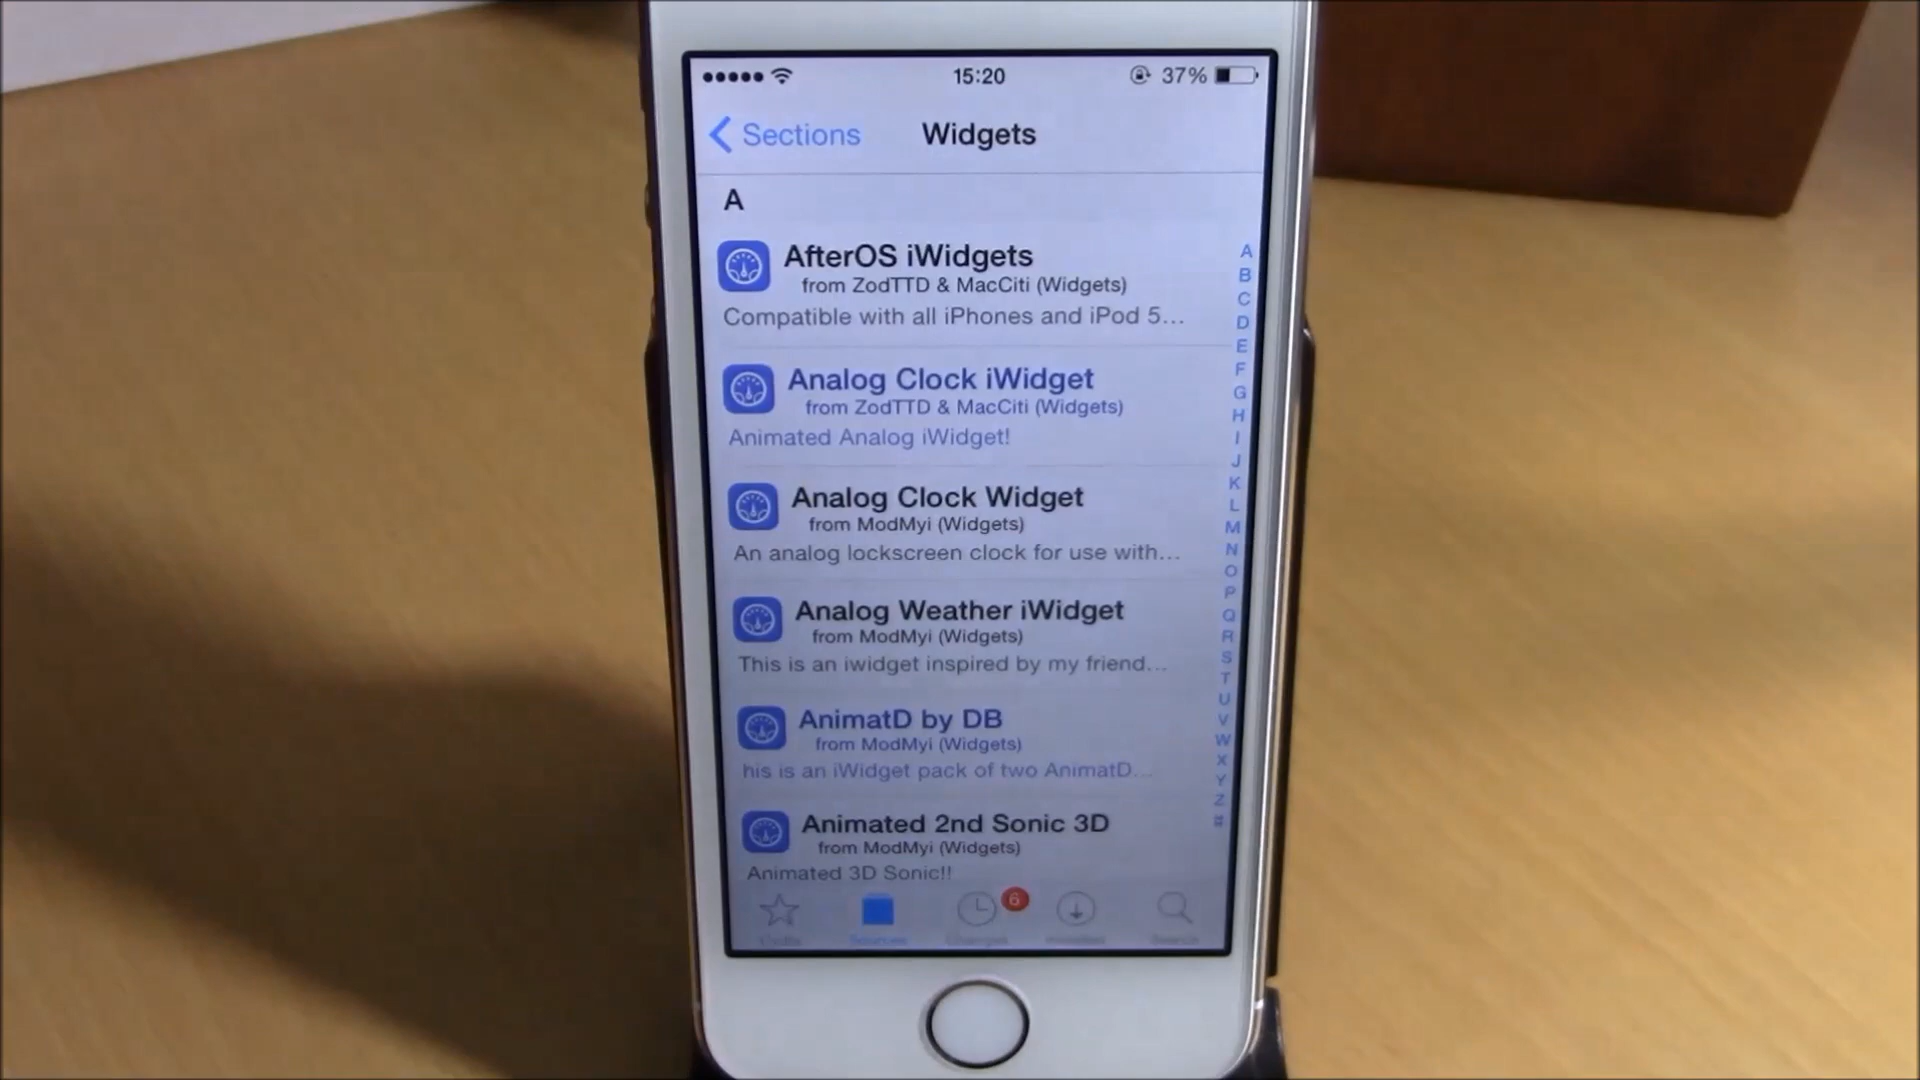 15:20
37%
Sections
Widgets
A
AfterOS iWidgets
from ZodTTD & MacCiti (Widgets)
Compatible with all iPhones and iPod 5...
Analog Clock iWidget
from ZodTTD & MacCiti (Widgets)
Animated Analog iWidget!
Analog Clock Widget
from ModMyi (Widgets)
An analog lockscreen clock for use with...
Analog Weather iWidget
from ModMyi (Widgets)
This is an iwidget inspired by my friend...
AnimatD by DB
from ModMyi (Widgets)
his is an iWidget pack of two AnimatD...
Animated 2nd Sonic 3D
from ModMyi (Widgets)
Animated 3D Sonic!!
A
B
C
D
E
F
G
H
I
J
K
L
M
N
O
P
Q
R
S
T
U
V
W
X
Y
Z
#
6
Sources
Changes
Search